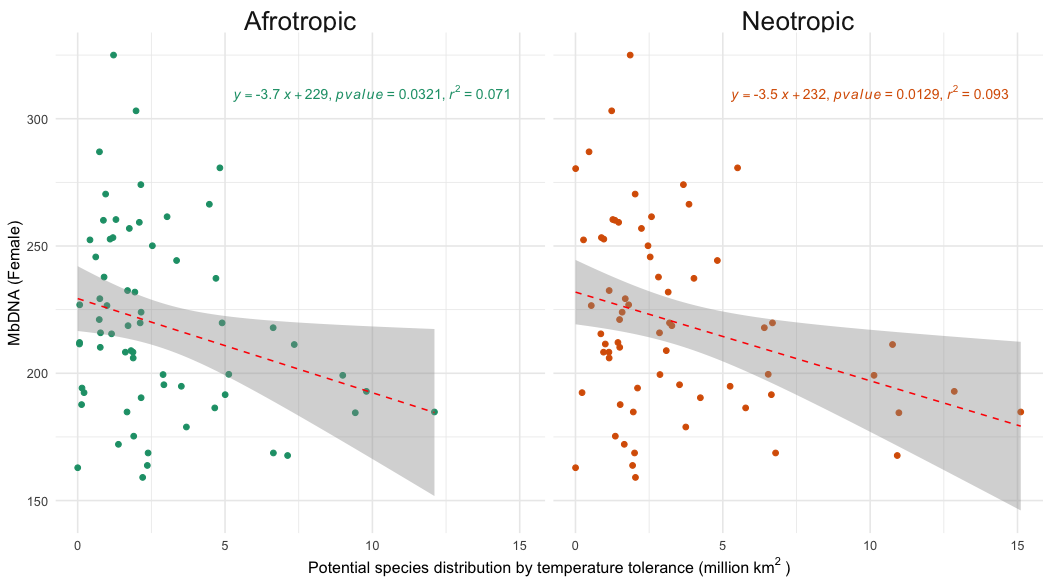 Afrotropic Neotropic
y = -3.7 x + 229, pvalue = 0.0321, r² = 0.071
y = -3.5 x + 232, pvalue = 0.0129, r² = 0.093
300
250
200
150
MbDNA (Female)
0 5 10 15 0 5 10 15
Potential species distribution by temperature tolerance (million km² )